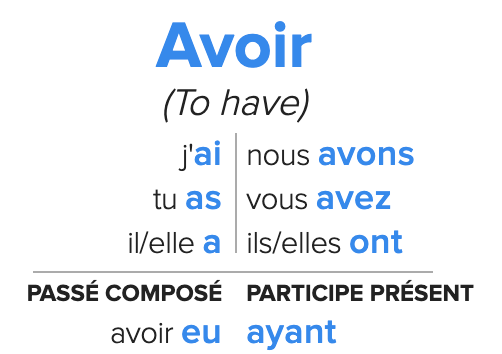 Avoir
(To have)
j'ai nous avons
tu as vous avez
il/elle a ils/elles ont
PASSÉ COMPOSÉ PARTICIPE PRÉSENT
avoir eu ayant